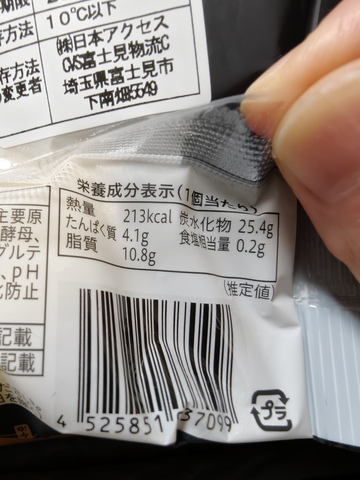 10℃以下
存方法
変更者
㈱日本アクセス
CVS富士見物流C
埼玉県富士見市
下南畑5549
主要原
酵母、
グルテ
pH
化防止
記載
記載
栄養成分表示(1個当たり)
熱量 213kcal 炭水化物 25.4g
たんぱく質 4.1g 食塩相当量 0.2g
脂質 10.8g
(推定値)
4 525851 37099
プラ